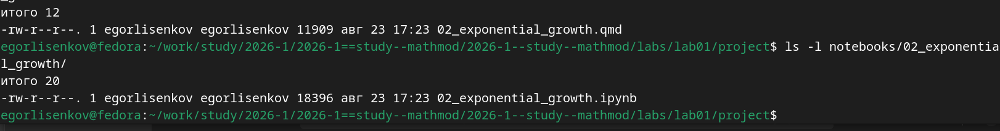 итого 12
-rw-r--r--. 1 egorlisenkov egorlisenkov 11909 авг 23 17:23 02_exponential_growth.qmd
egorlisenkov@fedora:~/work/study/2026-1/2026-1==study--mathmod/2026-1--study--mathmod/labs/lab01/project$ ls -l notebooks/02_exponentia
l_growth/
итого 20
-rw-r--r--. 1 egorlisenkov egorlisenkov 18396 авг 23 17:23 02_exponential_growth.ipynb
egorlisenkov@fedora:~/work/study/2026-1/2026-1==study--mathmod/2026-1--study--mathmod/labs/lab01/project$